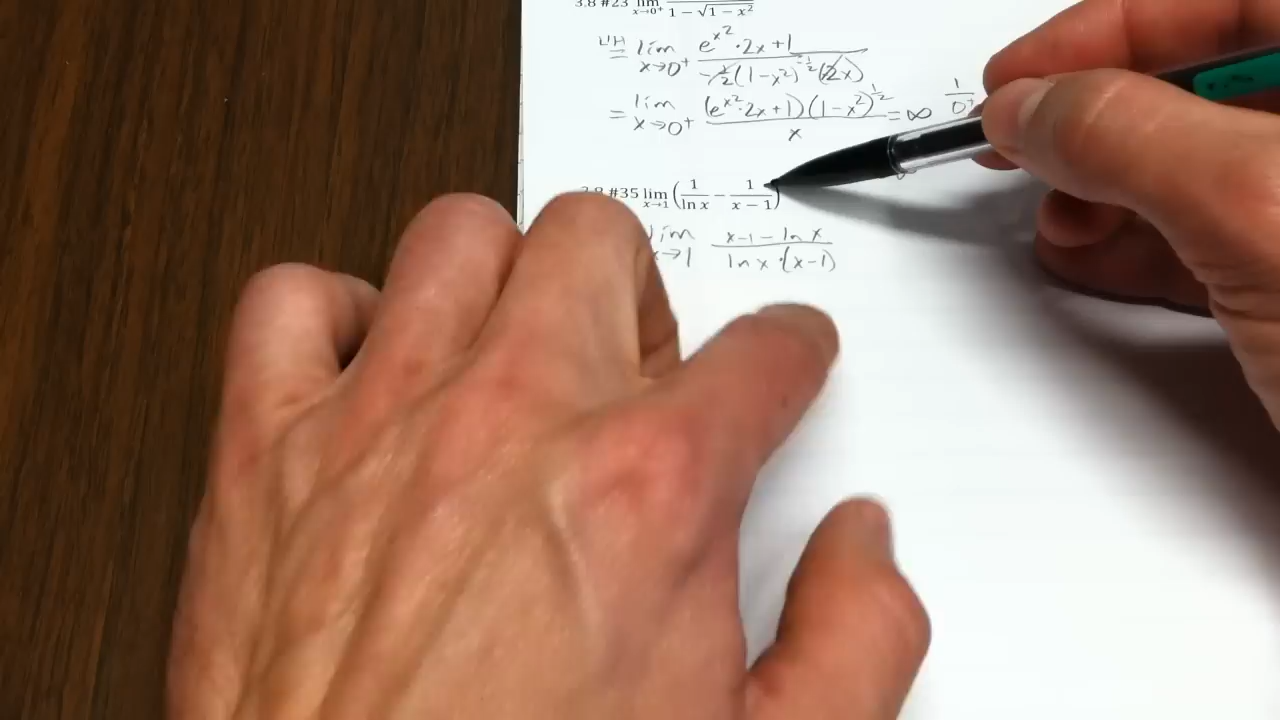 3.8 #23 lim x→0⁺ 1 − √(1 − x²)
L'H = lim x→0⁺ (e^(x²)·2x+1) / (−½(1−x²)^(−½)(−2x))
= lim x→0⁺ ((e^(x²)·2x+1)(1−x²)^½) / x = ∞ 1/0⁺
3.8 #35 lim x→1 (1/ln x − 1/(x − 1))
lim x→1 (x−1−ln x) / (ln x·(x−1))